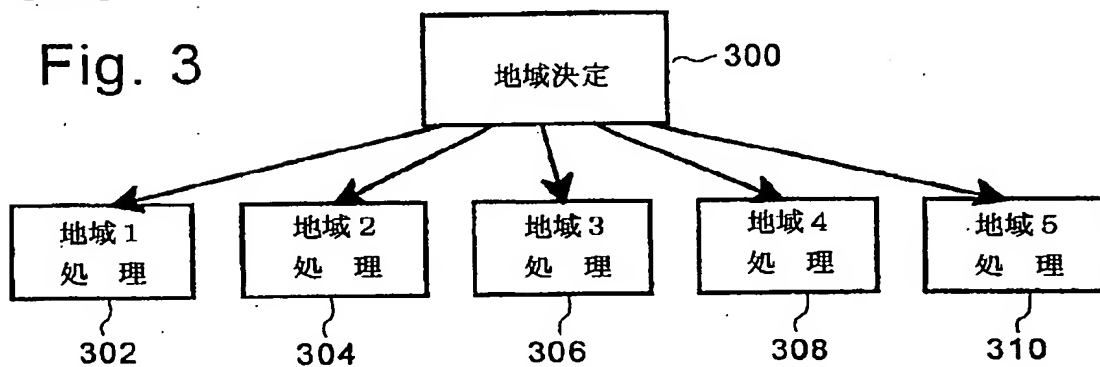 Fig. 3
地域決定
300
地域1
処 理
地域2
処 理
地域3
処 理
地域4
処 理
地域5
処 理
302
304
306
308
310